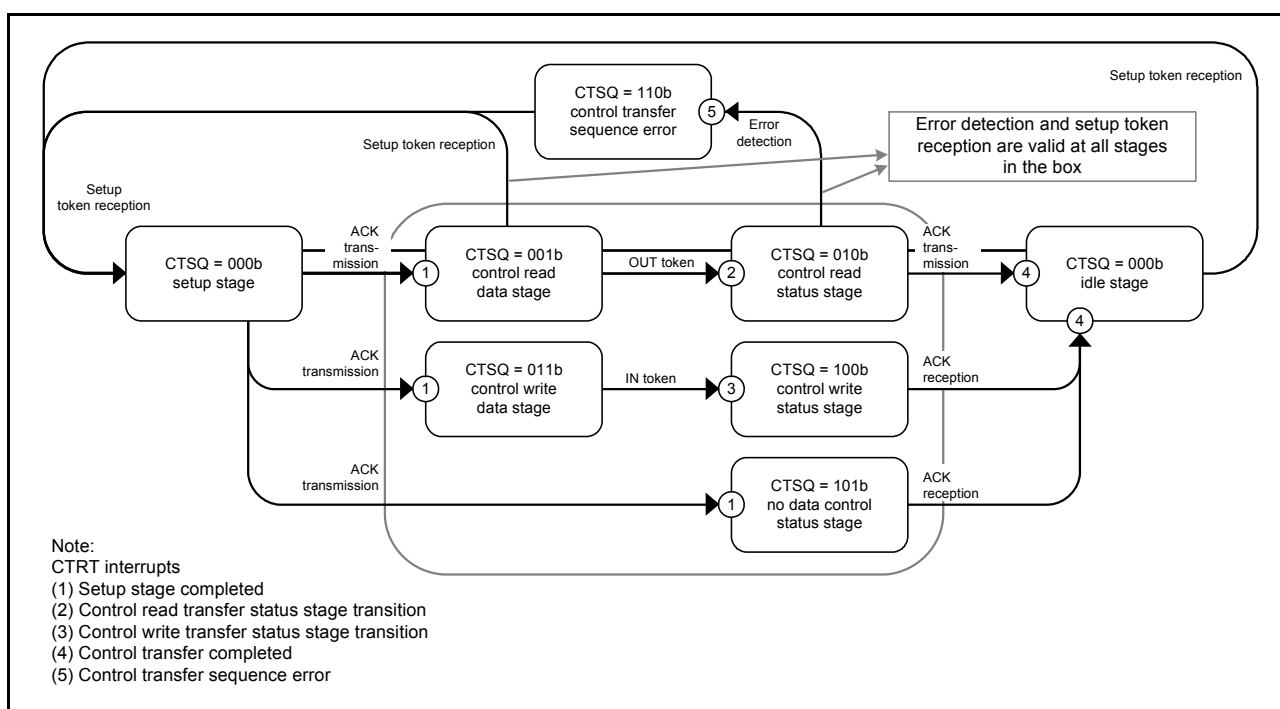 Setup token reception
CTSQ = 110b
control transfer
sequence error
5
Error
detection
Setup token reception
Error detection and setup token
reception are valid at all stages
in the box
Setup
token reception
CTSQ = 000b
setup stage
ACK
trans-
mission
1
CTSQ = 001b
control read
data stage
OUT token
2
CTSQ = 010b
control read
status stage
ACK
trans-
mission
4
CTSQ = 000b
idle stage
4
ACK
transmission
1
CTSQ = 011b
control write
data stage
IN token
3
CTSQ = 100b
control write
status stage
ACK
reception
ACK
transmission
1
CTSQ = 101b
no data control
status stage
ACK
reception
Note:
CTRT interrupts
(1) Setup stage completed
(2) Control read transfer status stage transition
(3) Control write transfer status stage transition
(4) Control transfer completed
(5) Control transfer sequence error